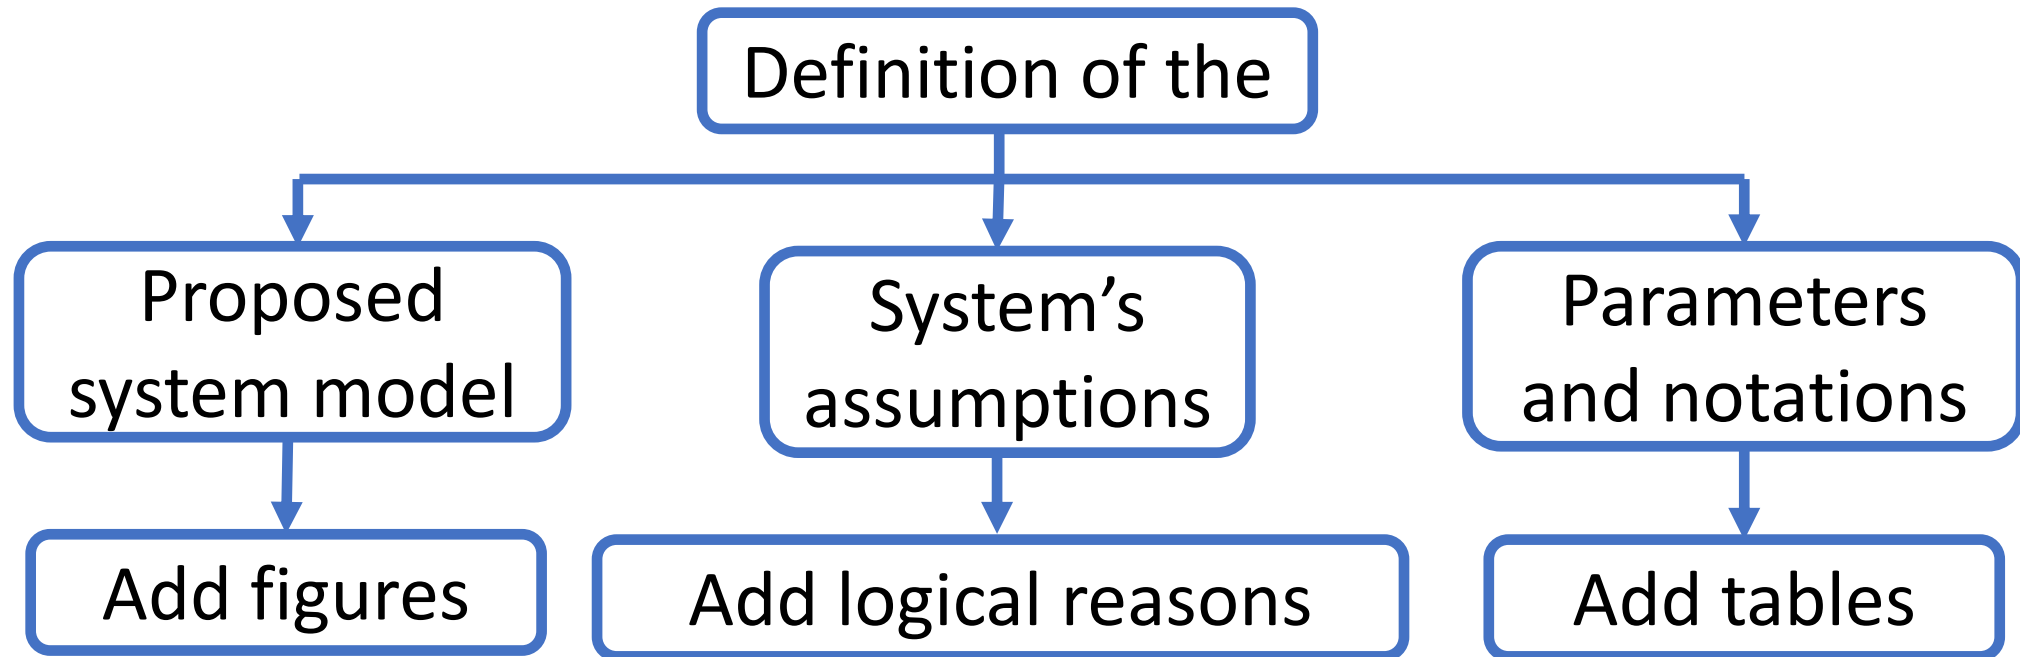 Definition of the
Proposed
system model
System’s
assumptions
Parameters
and notations
Add figures
Add logical reasons
Add tables